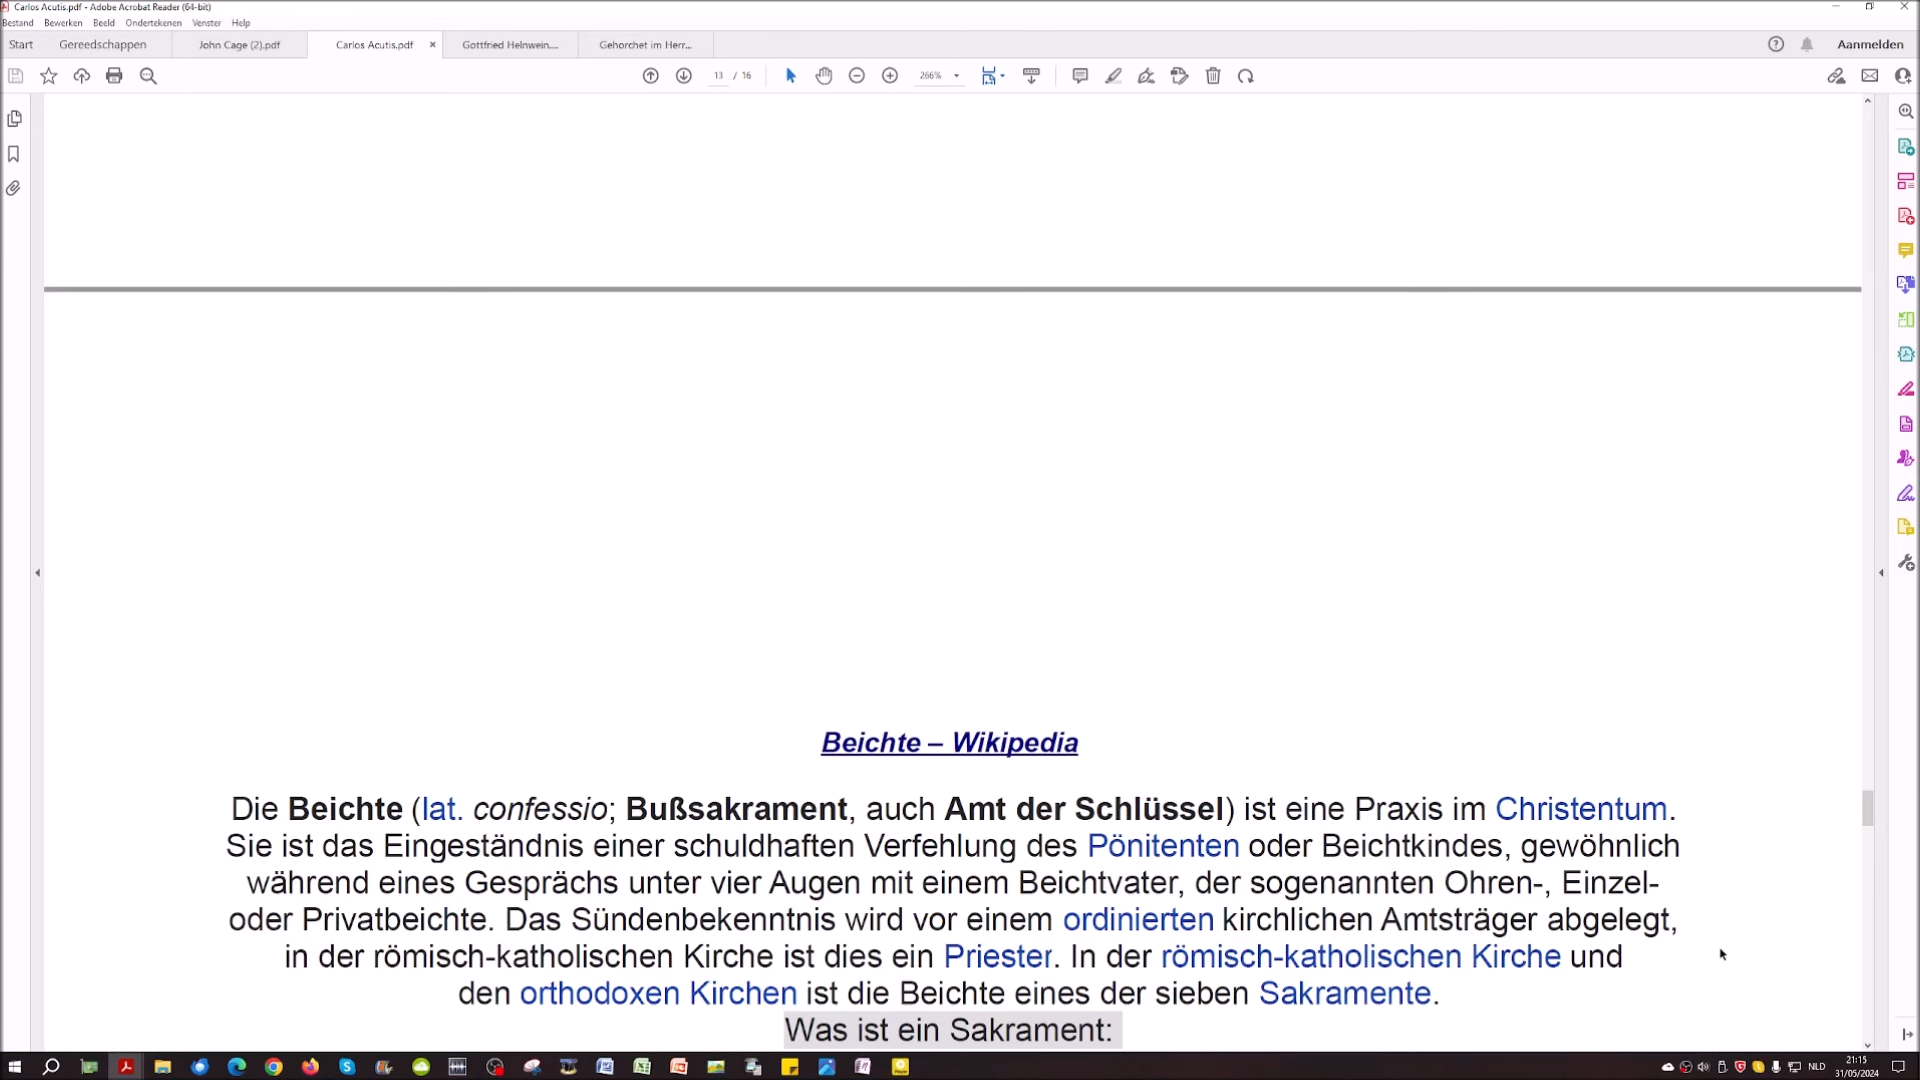 Carlos Acutis.pdf - Adobe Acrobat Reader (64-bit)
Bestand Bewerken Beeld Ondertekenen Venster Help
Start Gereedschappen John Cage (2).pdf Carlos Acutis.pdf × Gottfried Helnwein.... Gehorchet im Herr... Aanmelden
13 / 16 266%
Beichte – Wikipedia
Die Beichte (lat. confessio; Bußsakrament, auch Amt der Schlüssel) ist eine Praxis im Christentum.
Sie ist das Eingeständnis einer schuldhaften Verfehlung des Pönitenten oder Beichtkindes, gewöhnlich
während eines Gesprächs unter vier Augen mit einem Beichtvater, der sogenannten Ohren-, Einzel-
oder Privatbeichte. Das Sündenbekenntnis wird vor einem ordinierten kirchlichen Amtsträger abgelegt,
in der römisch-katholischen Kirche ist dies ein Priester. In der römisch-katholischen Kirche und
den orthodoxen Kirchen ist die Beichte eines der sieben Sakramente.
Was ist ein Sakrament:
NLD 21:15
31/05/2024